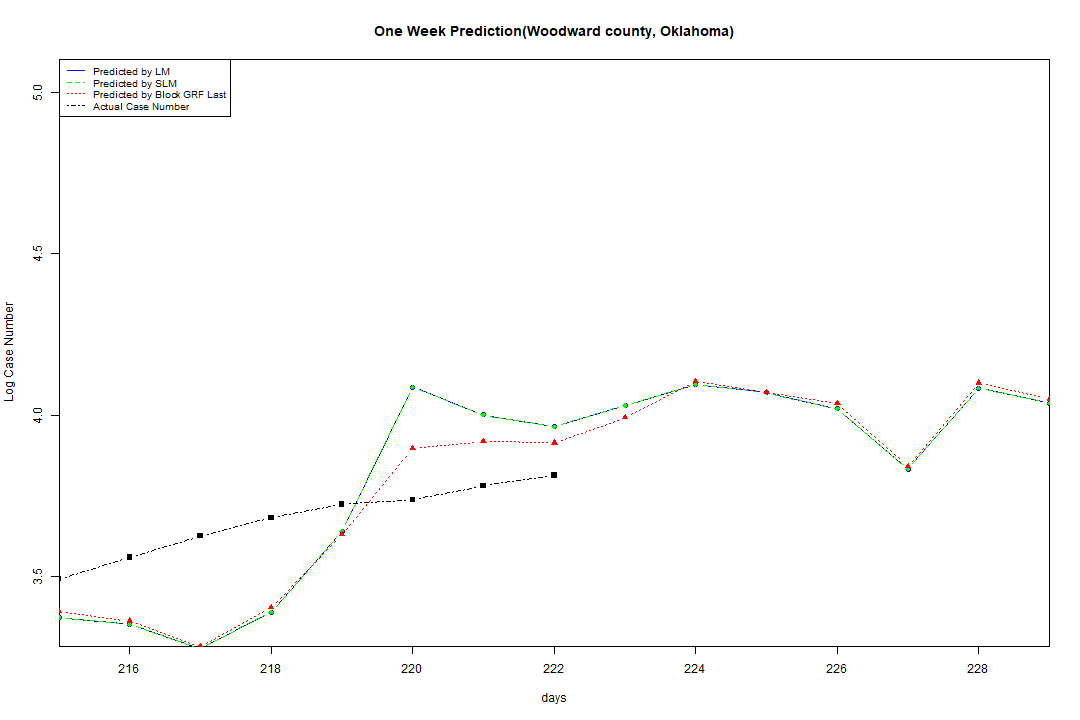 One Week Prediction(Woodward county, Oklahoma)
Predicted by LM
Predicted by SLM
Predicted by Block GRF Last
Actual Case Number
5.0
4.5
4.0
3.5
Log Case Number
216 218 220 222 224 226 228
days